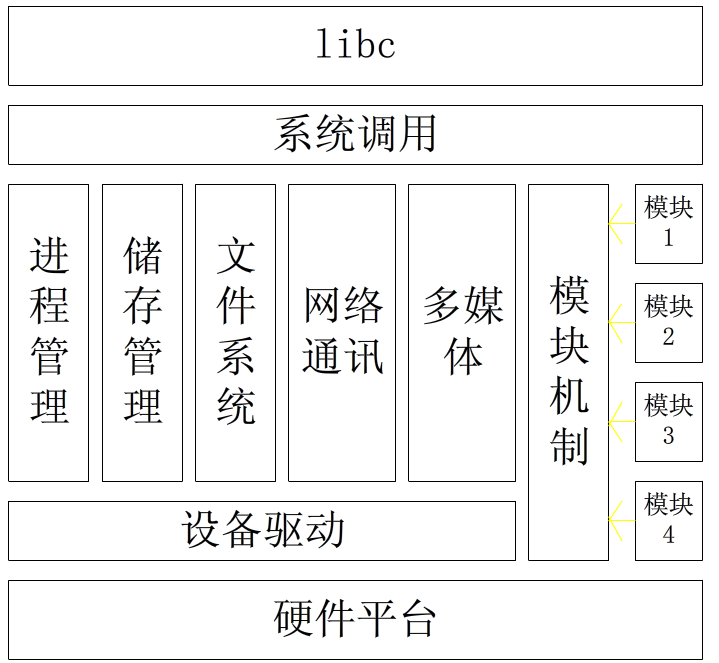 libc
系统调用
进
程
管
理
储
存
管
理
文
件
系
统
网络
通讯
多媒
体
模
块
机
制
模块
1
模块
2
模块
3
模块
4
设备驱动
硬件平台